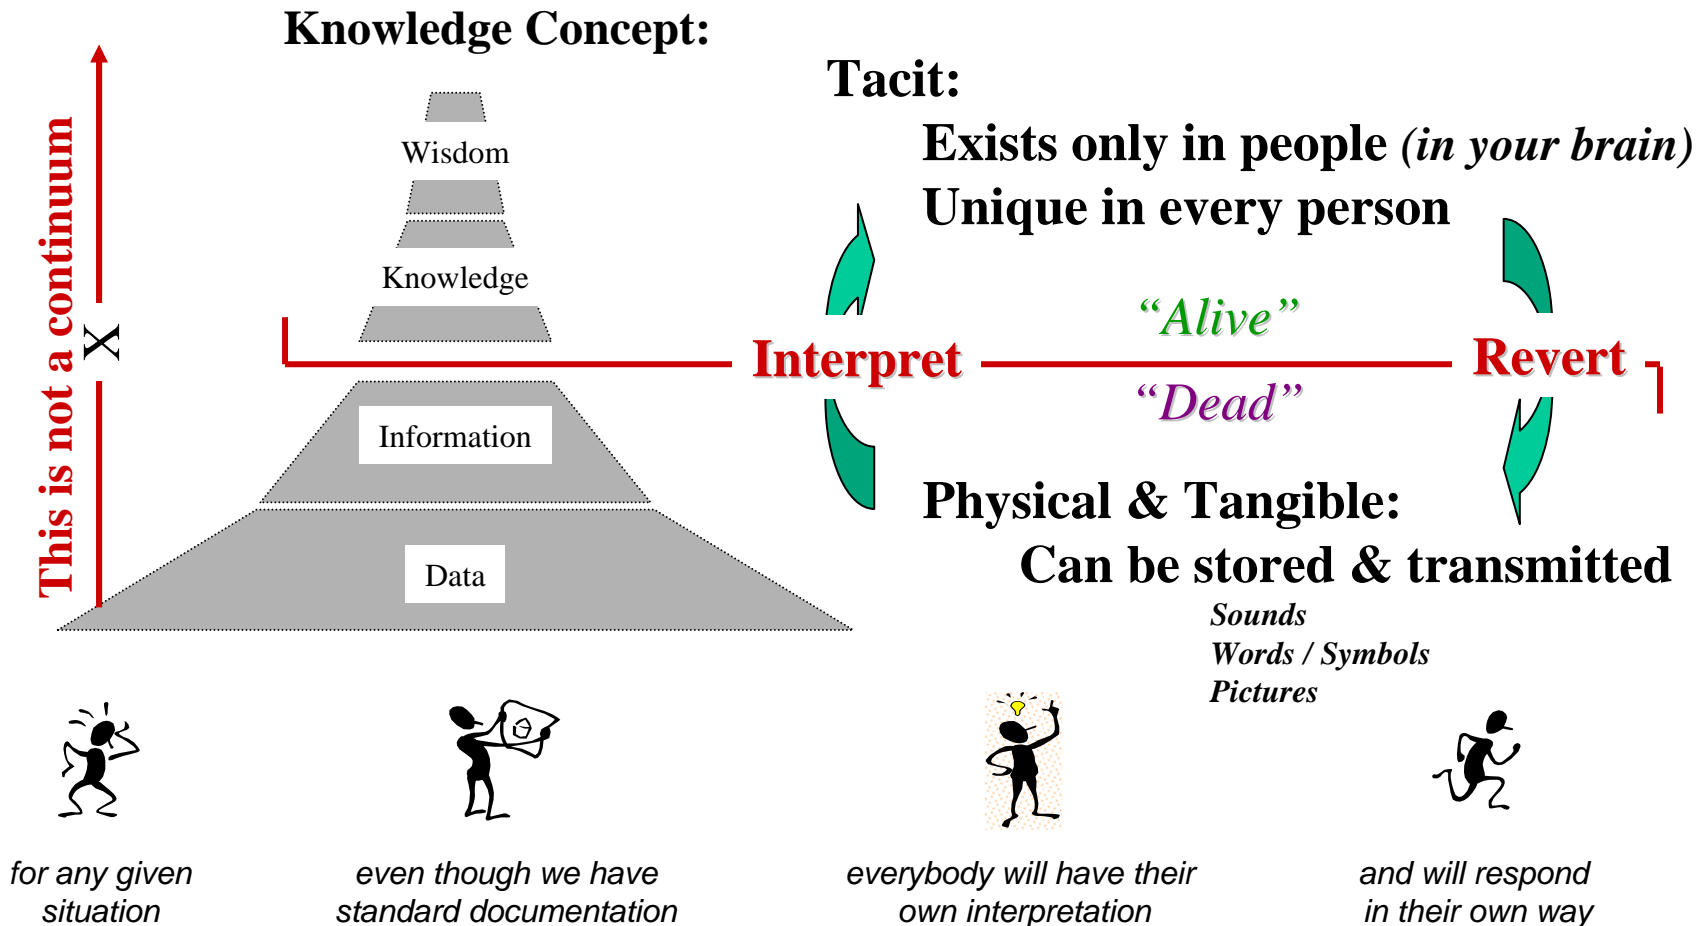 Knowledge Concept:
This is not a continuum
X
Wisdom
Knowledge
Information
Data
Tacit:
Exists only in people (in your brain)
Unique in every person
“Alive”
Interpret
Revert
“Dead”
Physical & Tangible:
Can be stored & transmitted
Sounds
Words / Symbols
Pictures
for any given
situation
even though we have
standard documentation
everybody will have their
own interpretation
and will respond
in their own way